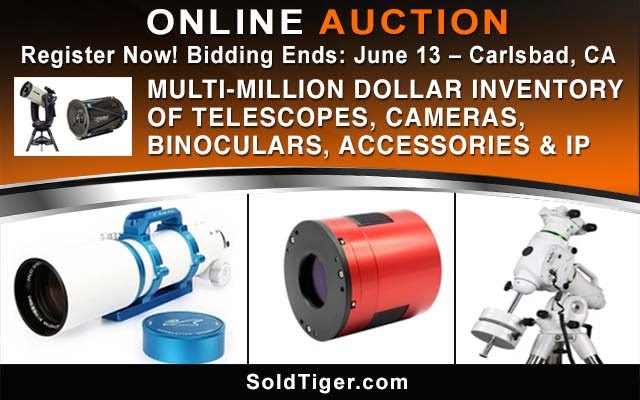 ONLINE AUCTION
Register Now! Bidding Ends: June 13 – Carlsbad, CA
MULTI-MILLION DOLLAR INVENTORY
OF TELESCOPES, CAMERAS,
BINOCULARS, ACCESSORIES & IP
SoldTiger.com